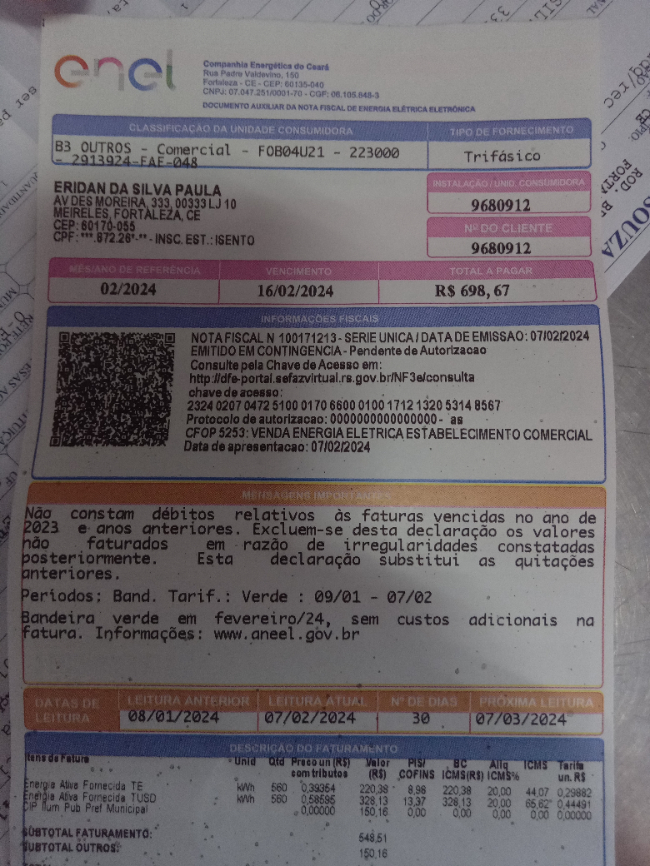 enel
Companhia Energética do Ceará
Rua Padre Valdevino, 150
Fortaleza - CE - CEP: 60135-040
CNPJ: 07.047.251/0001-70 - CGF: 06.105.848-3
DOCUMENTO AUXILIAR DA NOTA FISCAL DE ENERGIA ELÉTRICA ELETRÔNICA
CLASSIFICAÇÃO DA UNIDADE CONSUMIDORA
TIPO DE FORNECIMENTO
B3 OUTROS - Comercial - FOB04U21 - 223000
- 2913924-FAE-048
Trifásico
ERIDAN DA SILVA PAULA
AV DES MOREIRA, 333, 00333 LJ 10
MEIRELES, FORTALEZA, CE
CEP: 60170-055
CPF: ***.872.26*-** - INSC. EST.: ISENTO
INSTALAÇÃO / UNID. CONSUMIDORA
9680912
Nº DO CLIENTE
9680912
MÊS/ANO DE REFERÊNCIA VENCIMENTO TOTAL A PAGAR
02/2024 16/02/2024 R$ 698,67
INFORMAÇÕES FISCAIS
NOTA FISCAL N 100171213 - SERIE UNICA / DATA DE EMISSAO: 07/02/2024
EMITIDO EM CONTINGENCIA - Pendente de Autorizacao
Consulte pela Chave de Acesso em:
http://dfe-portal.sefazvirtual.rs.gov.br/NF3e/consulta
chave de acesso:
2324 0207 0472 5100 0170 6600 0100 1712 1320 5314 8567
Protocolo de autorizacao: 0000000000000000 - as
CFOP 5253: VENDA ENERGIA ELETRICA ESTABELECIMENTO COMERCIAL
Data de apresentacao: 07/02/2024
MENSAGENS IMPORTANTES
Não constam débitos relativos às faturas vencidas no ano de
2023 e anos anteriores. Excluem-se desta declaração os valores
não faturados em razão de irregularidades constatadas
posteriormente. Esta declaração substitui as quitações
anteriores.
Períodos: Band. Tarif.: Verde : 09/01 - 07/02
Bandeira verde em fevereiro/24, sem custos adicionais na
fatura. Informações: www.aneel.gov.br
DATAS DE LEITURA
LEITURA ANTERIOR LEITURA ATUAL Nº DE DIAS PRÓXIMA LEITURA
08/01/2024 07/02/2024 30 07/03/2024
DESCRIÇÃO DO FATURAMENTO
Itens de Fatura Unid Qtd Preço un (R$) com tributos Valor (R$) PIS/ COFINS BC ICMS(R$) Aliq ICMS% ICMS Tarifa un. R$
Energia Ativa Fornecida TE kWh 560 0,39354 220,38 8,98 220,38 20,00 44,07 0,29882
Energia Ativa Fornecida TUSD kWh 560 0,58595 328,13 13,37 328,13 20,00 65,62 0,44491
CIP Ilum Pub Pref Municipal 0,00000 150,16 0,00 0,00 0,00 0,00 0,00000
SUBTOTAL FATURAMENTO: 548,51
SUBTOTAL OUTROS: 150,16
SOUZA